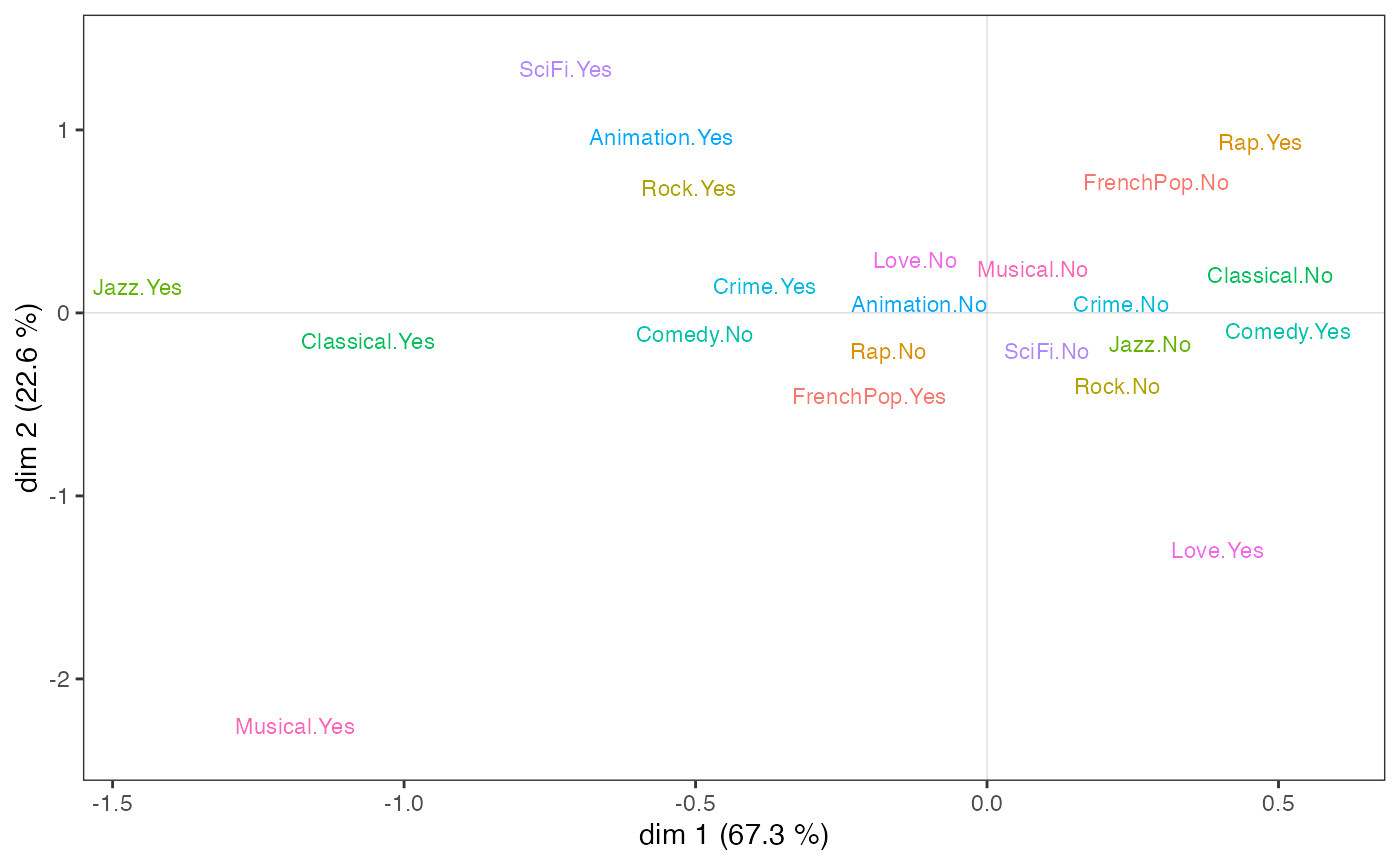 SciFi.Yes
1
Animation.Yes
Rap.Yes
Rock.Yes
FrenchPop.No
Love.No
Musical.No
Classical.No
Jazz.Yes
Crime.Yes
Animation.No
Crime.No
0
Classical.Yes
Comedy.No
Comedy.Yes
Rap.No
SciFi.No
Jazz.No
FrenchPop.Yes
Rock.No
dim 2 (22.6 %)
-1
Love.Yes
-2
Musical.Yes
-1.5
-1.0
-0.5
0.0
0.5
dim 1 (67.3 %)